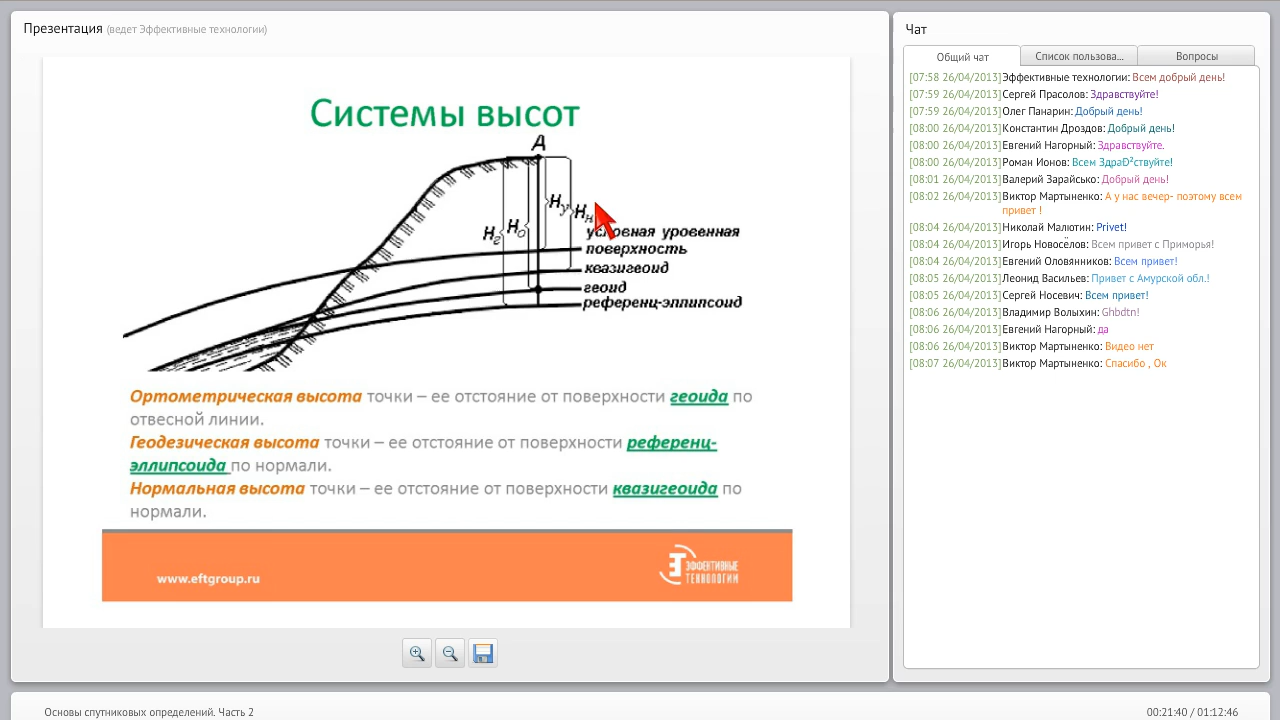 Презентация (ведет Эффективные технологии)
Системы высот
А
Hу
Hн
Hг
Hо
условная уровенная
поверхность
квазигеоид
геоид
референц-эллипсоид
Ортометрическая высота точки – ее отстояние от поверхности геоида по
отвесной линии.
Геодезическая высота точки – ее отстояние от поверхности референц-
эллипсоида по нормали.
Нормальная высота точки – ее отстояние от поверхности квазигеоида по
нормали.
www.eftgroup.ru
ЭФФЕКТИВНЫЕ
ТЕХНОЛОГИИ
Чат
Общий чат
Список пользова...
Вопросы
[07:58 26/04/2013]Эффективные технологии: Всем добрый день!
[07:59 26/04/2013]Сергей Прасолов: Здравствуйте!
[07:59 26/04/2013]Олег Панарин: Добрый день!
[08:00 26/04/2013]Константин Дроздов: Добрый день!
[08:00 26/04/2013]Евгений Нагорный: Здравствуйте.
[08:00 26/04/2013]Роман Ионов: Всем ЗдраÐ²ствуйте!
[08:01 26/04/2013]Валерий Зарайсько: Добрый день!
[08:02 26/04/2013]Виктор Мартыненко: А у нас вечер- поэтому всем
привет !
[08:04 26/04/2013]Николай Малютин: Privet!
[08:04 26/04/2013]Игорь Новосёлов: Всем привет с Приморья!
[08:04 26/04/2013]Евгений Оловянников: Всем привет!
[08:05 26/04/2013]Леонид Васильев: Привет с Амурской обл.!
[08:05 26/04/2013]Сергей Носевич: Всем привет!
[08:06 26/04/2013]Владимир Волыхин: Ghbdtn!
[08:06 26/04/2013]Евгений Нагорный: да
[08:06 26/04/2013]Виктор Мартыненко: Видео нет
[08:07 26/04/2013]Виктор Мартыненко: Спасибо , Ок
Основы спутниковых определений. Часть 2
00:21:40 / 01:12:46